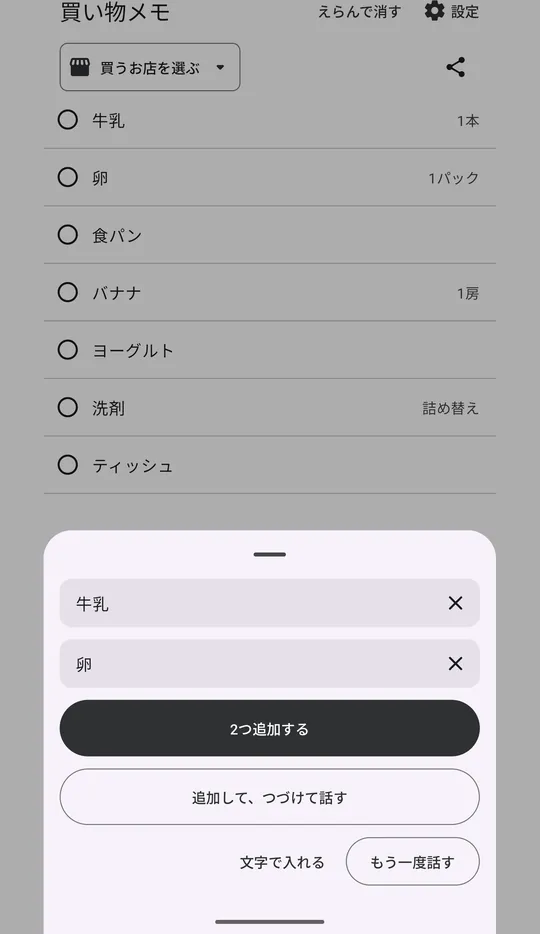 買い物メモ えらんで消す 設定
買うお店を選ぶ
牛乳 1本
卵 1パック
食パン
バナナ 1房
ヨーグルト
洗剤 詰め替え
ティッシュ
牛乳
卵
2つ追加する
追加して、つづけて話す
文字で入れる もう一度話す